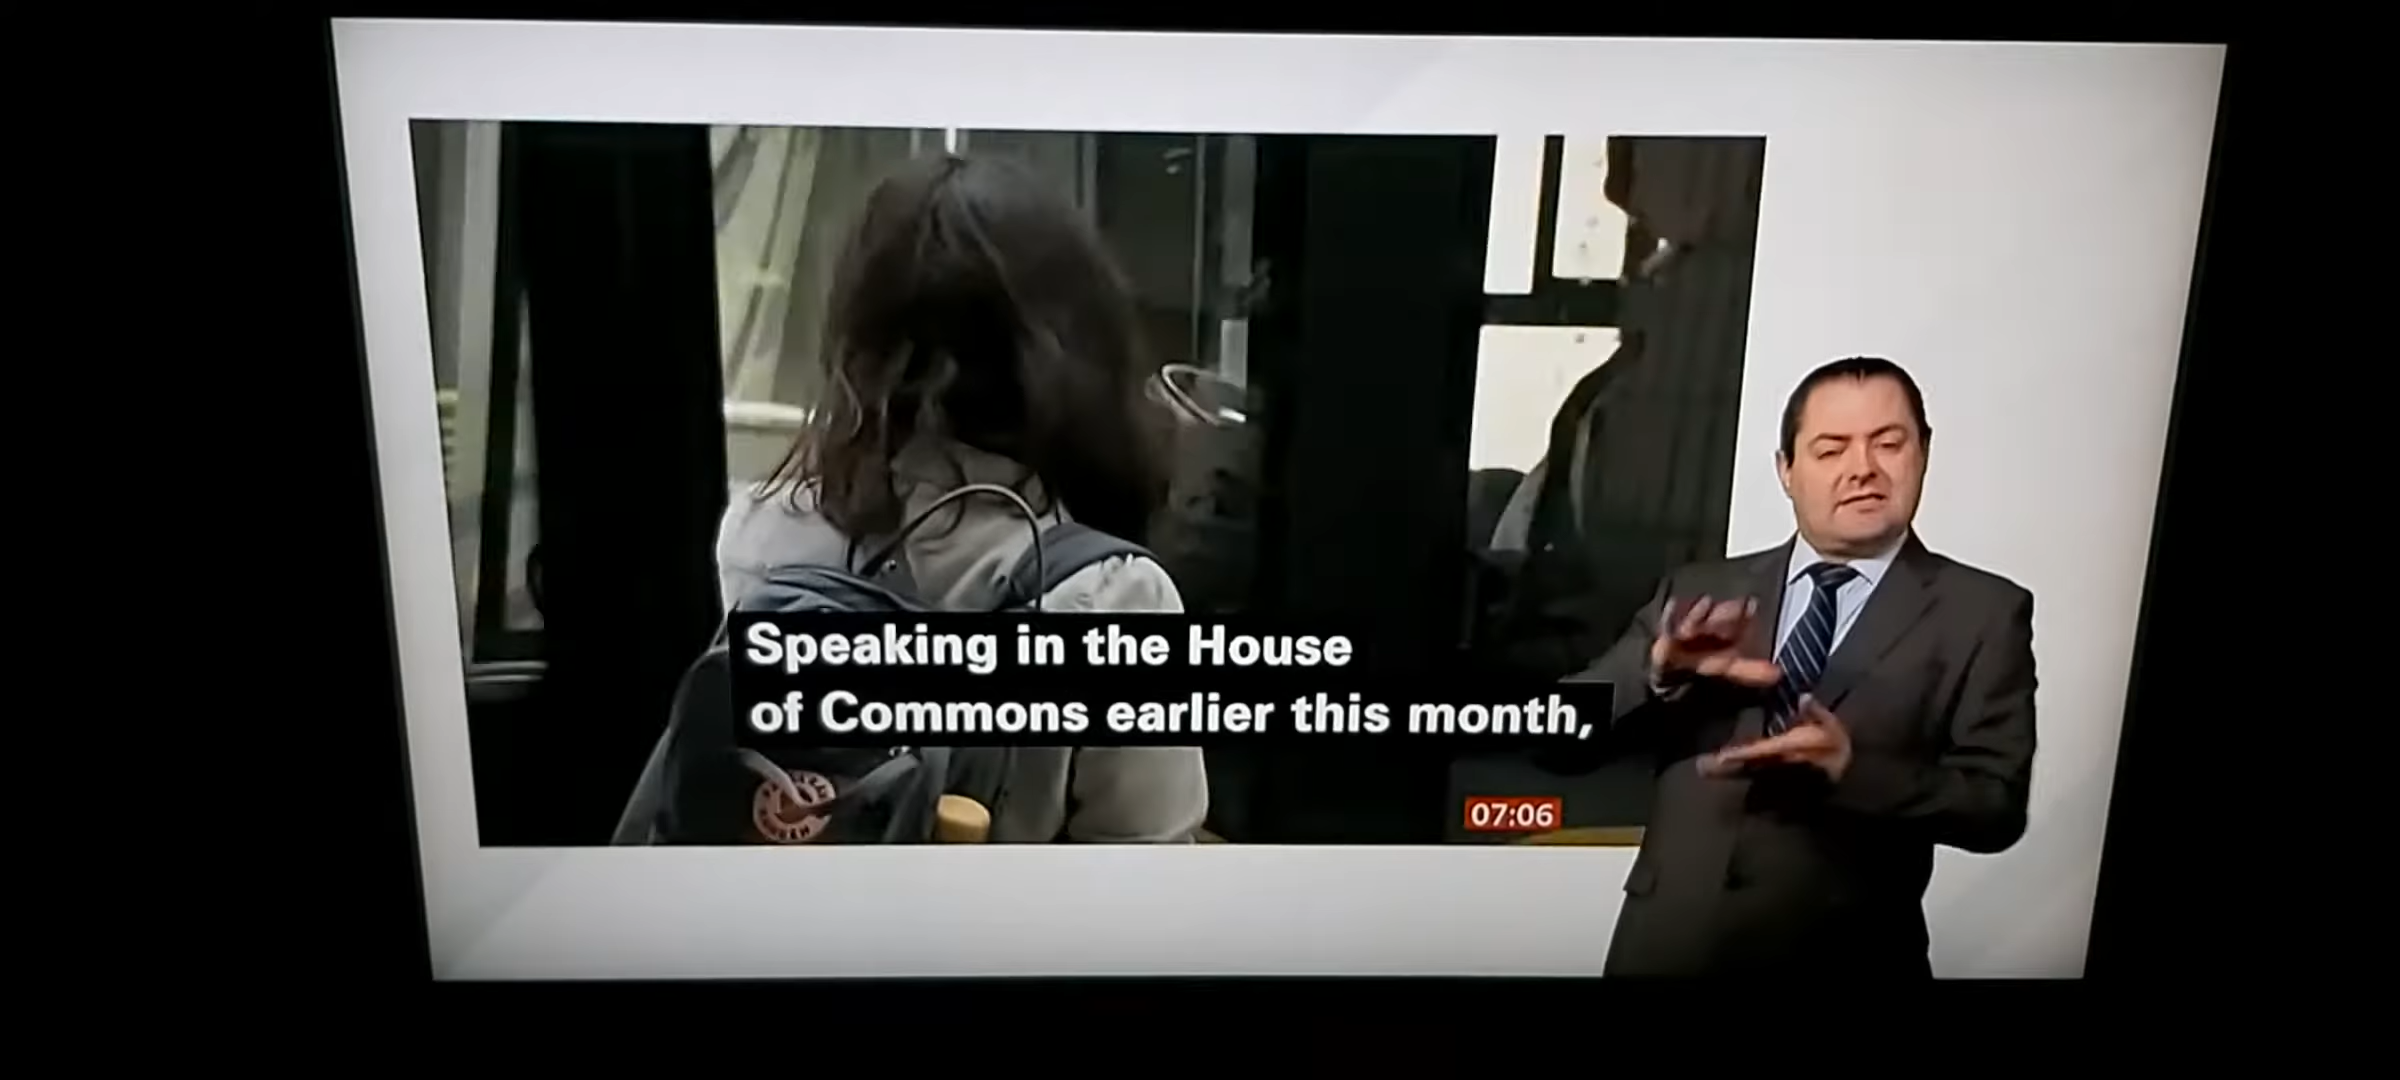 Speaking in the House
of Commons earlier this month,
07:06